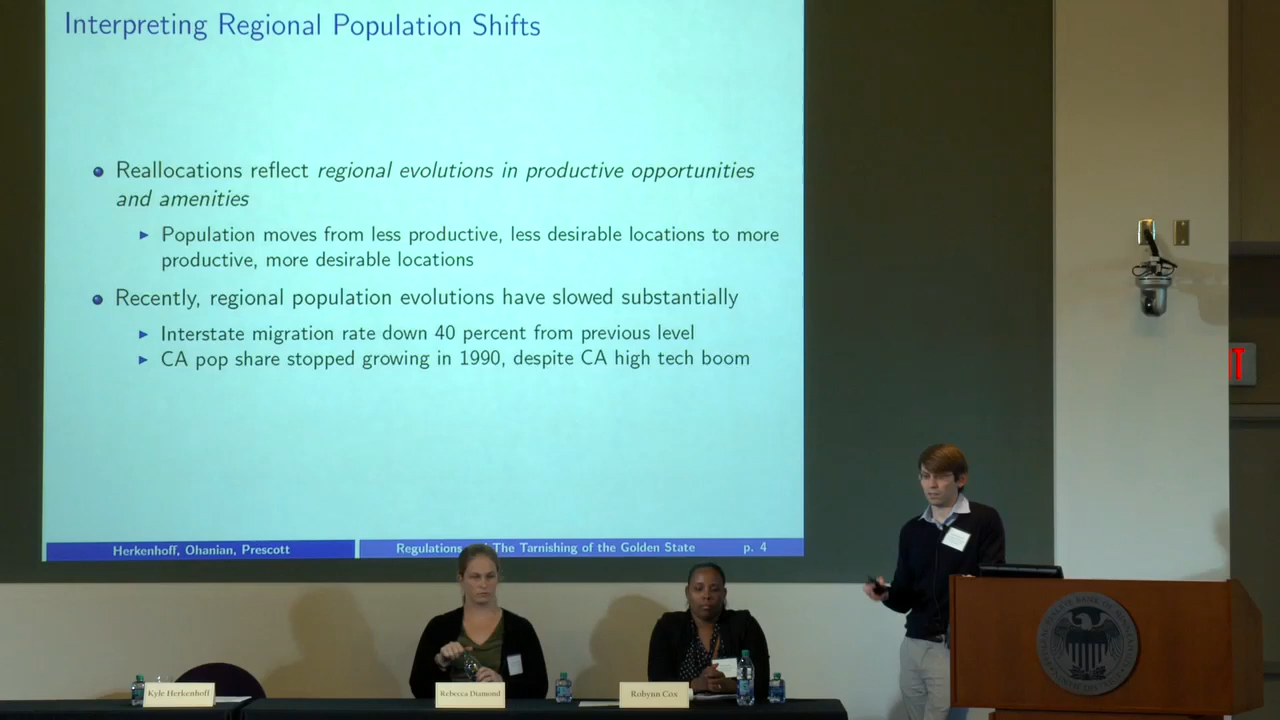 Interpreting Regional Population Shifts
Reallocations reflect regional evolutions in productive opportunities
and amenities
Population moves from less productive, less desirable locations to more
productive, more desirable locations
Recently, regional population evolutions have slowed substantially
Interstate migration rate down 40 percent from previous level
CA pop share stopped growing in 1990, despite CA high tech boom
Herkenhoff, Ohanian, Prescott
Regulations The Tarnishing of the Golden State
p. 4
IT
Kyle Herkenhoff
Rebecca Diamond
Robynn Cox